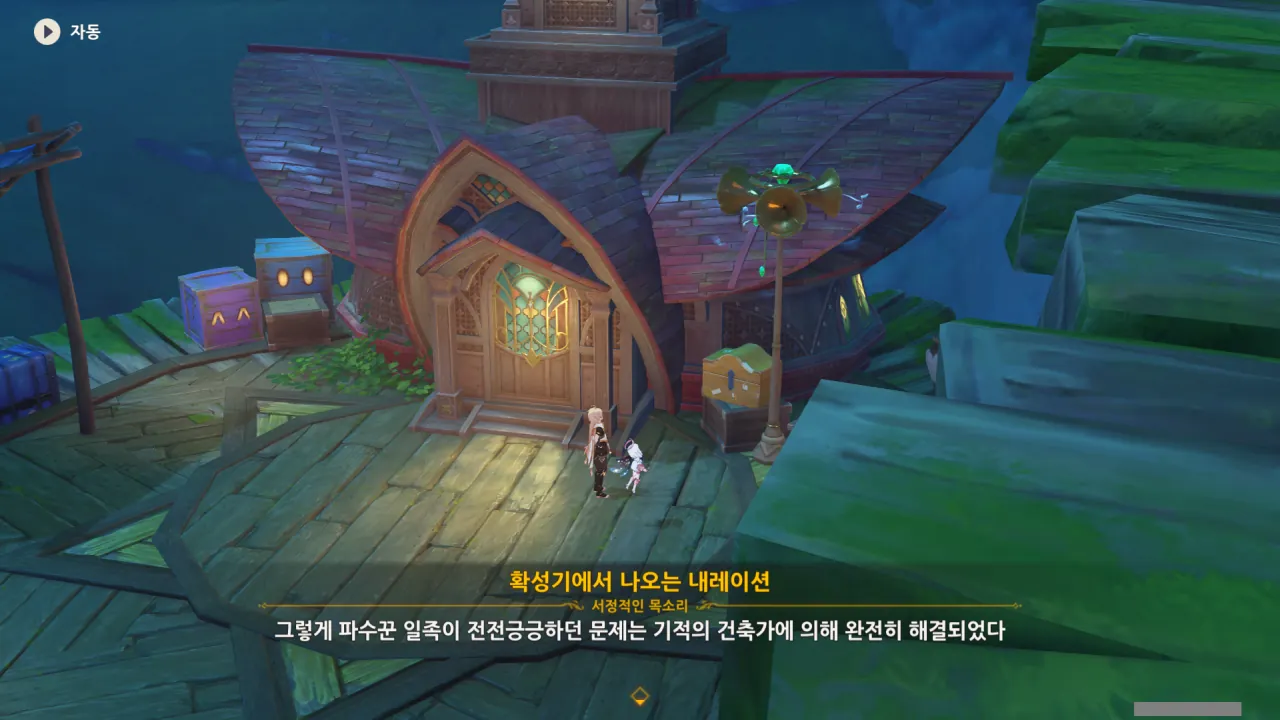 자동
확성기에서 나오는 내레이션
서정적인 목소리
그렇게 파수꾼 일족이 전전긍긍하던 문제는 기적의 건축가에 의해 완전히 해결되었다